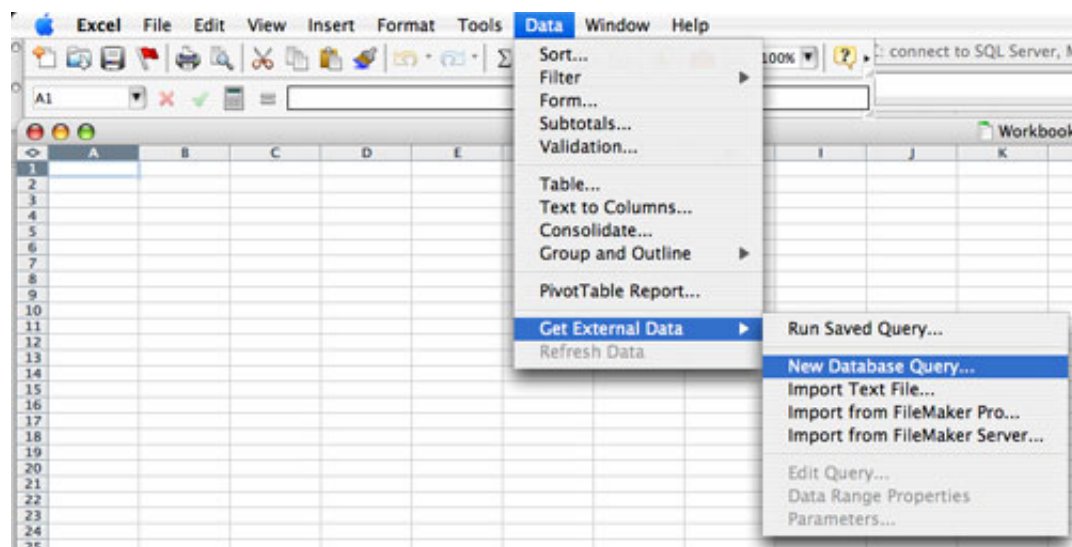 Excel File Edit View Insert Format Tools Data Window Help
100% connect to SQL Server,
A1
Workbook
A B C D E I J K
1
2
3
4
5
6
7
8
9
10
11
12
13
14
15
16
17
18
19
20
21
22
23
24
25
Sort...
Filter
Form...
Subtotals...
Validation...
Table...
Text to Columns...
Consolidate...
Group and Outline
PivotTable Report...
Get External Data
Refresh Data
Run Saved Query...
New Database Query...
Import Text File...
Import from FileMaker Pro...
Import from FileMaker Server...
Edit Query...
Data Range Properties
Parameters...